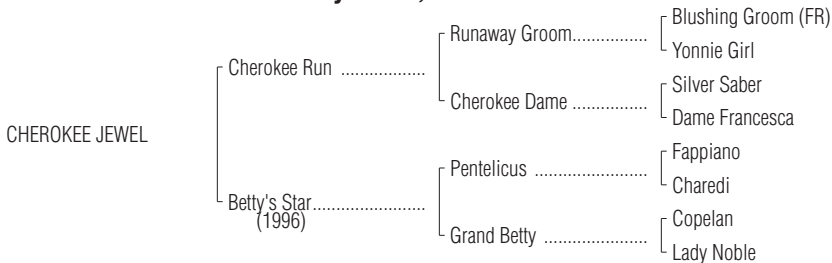 Blushing Groom (FR)
Runaway Groom................
Yonnie Girl
Cherokee Run ..................
Silver Saber
Cherokee Dame ................
Dame Francesca
CHEROKEE JEWEL
Fappiano
Pentelicus ........................
Charedi
Betty's Star........................
(1996)
Copelan
Grand Betty ......................
Lady Noble